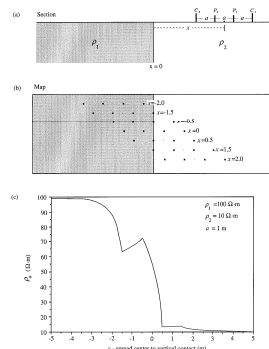 (a) Section
C₁ P₁ P₂ C₂
a a a
x
ρ₁
ρ₂
x = 0
(b) Map
x=-2.0
x=-1.5
x=-0.5
x=0
x=0.5
x=1.5
x=2.0
(c)
100
90
80
70
60
50
40
30
20
10
ρₐ (Ω·m)
ρ₁=100 Ω·m
ρ₂=10 Ω·m
a = 1 m
-5 -4 -3 -2 -1 0 1 2 3 4 5
x - spread center to vertical contact (m)